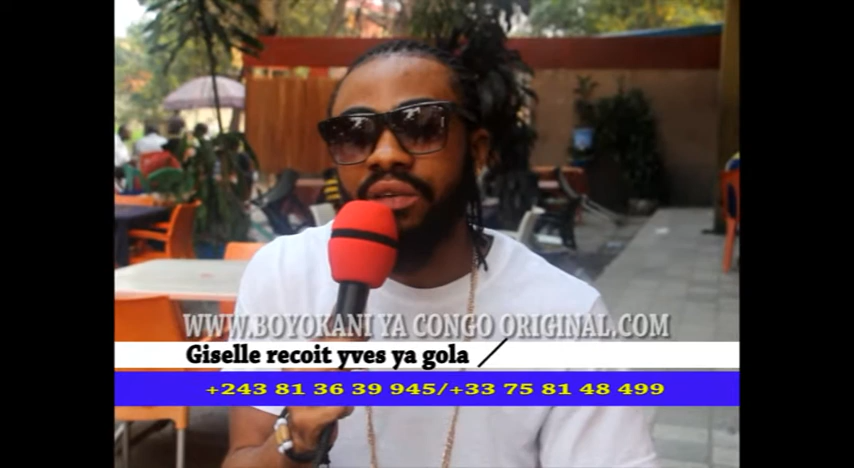 WWW.BOYOKANI YA CONGO ORIGINAL.COM
Giselle recoit yves ya gola /
+243 81 36 39 945/+33 75 81 48 499